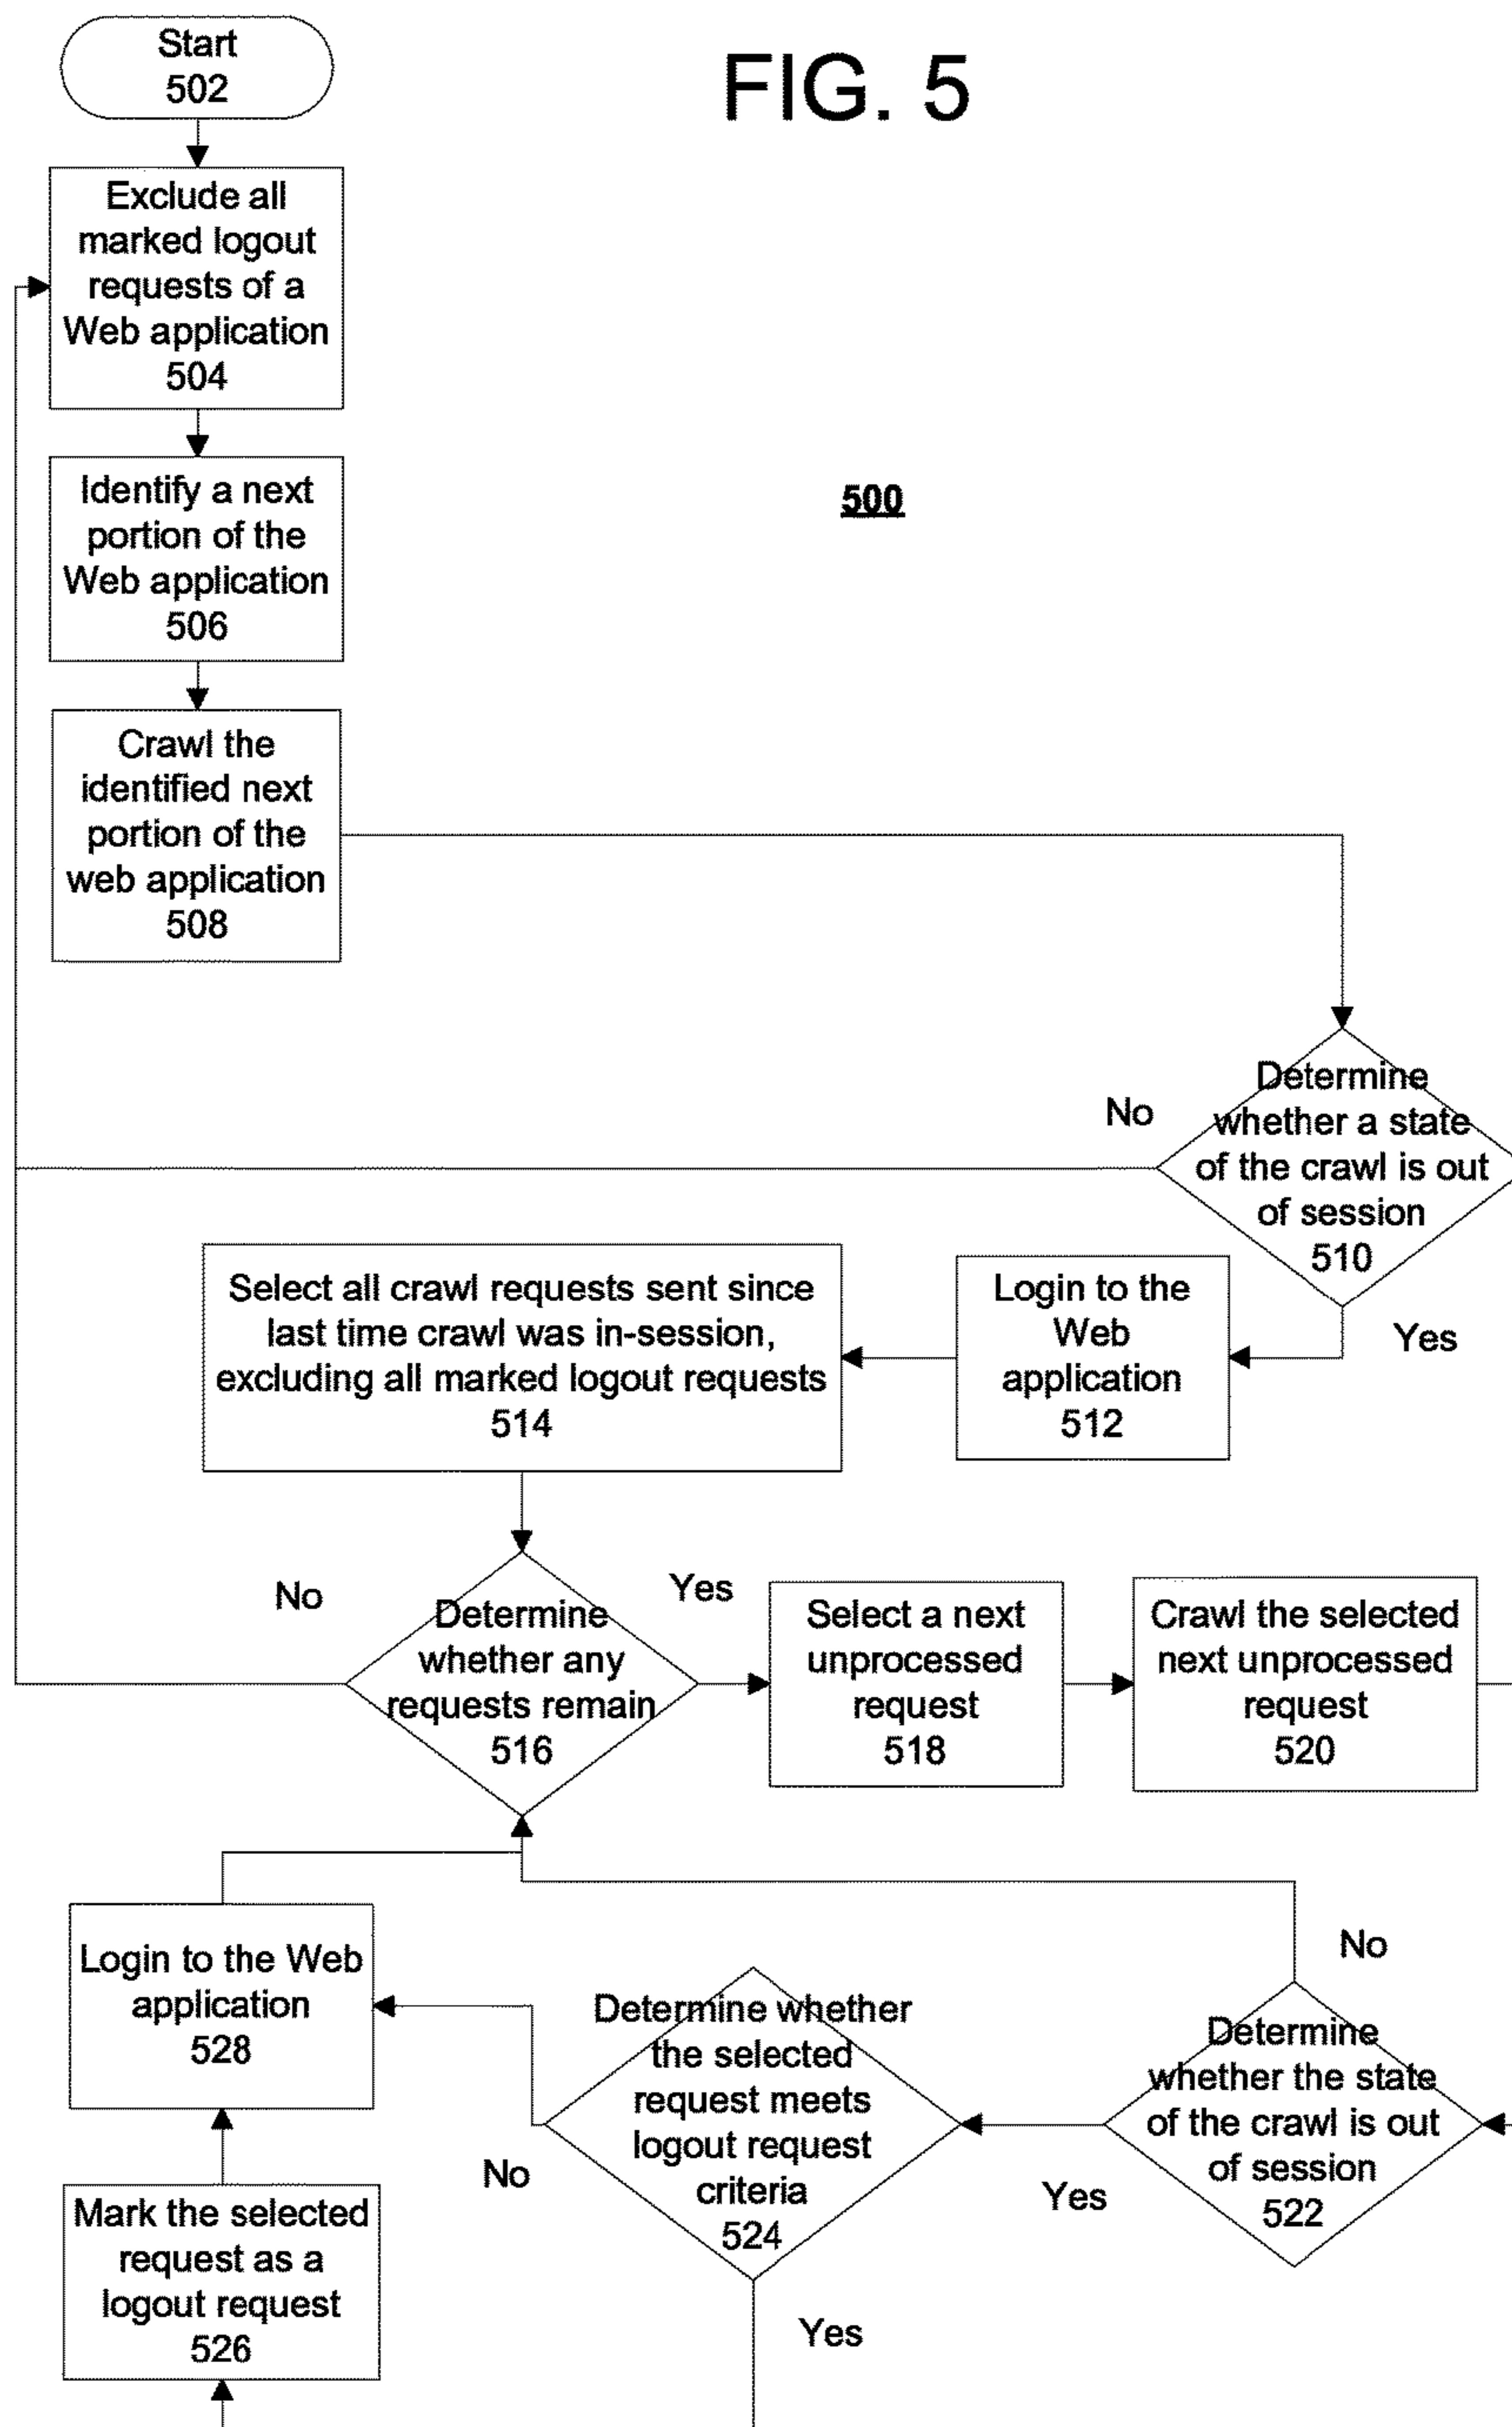 FIG. 5
Start
502
Exclude all
marked logout
requests of a
Web application
504
Identify a next
portion of the
Web application
506
500
Crawl the
identified next
portion of the
web application
508
Determine
whether a state
of the crawl is out
of session
510
No
Yes
Login to the
Web
application
512
Select all crawl requests sent since
last time crawl was in-session,
excluding all marked logout requests
514
No
Determine
whether any
requests remain
516
Yes
Select a next
unprocessed
request
518
Crawl the selected
next unprocessed
request
520
No
Determine
whether the state
of the crawl is out
of session
522
Yes
Determine whether
the selected
request meets
logout request
criteria
524
No
Yes
Login to the Web
application
528
Mark the selected
request as a
logout request
526